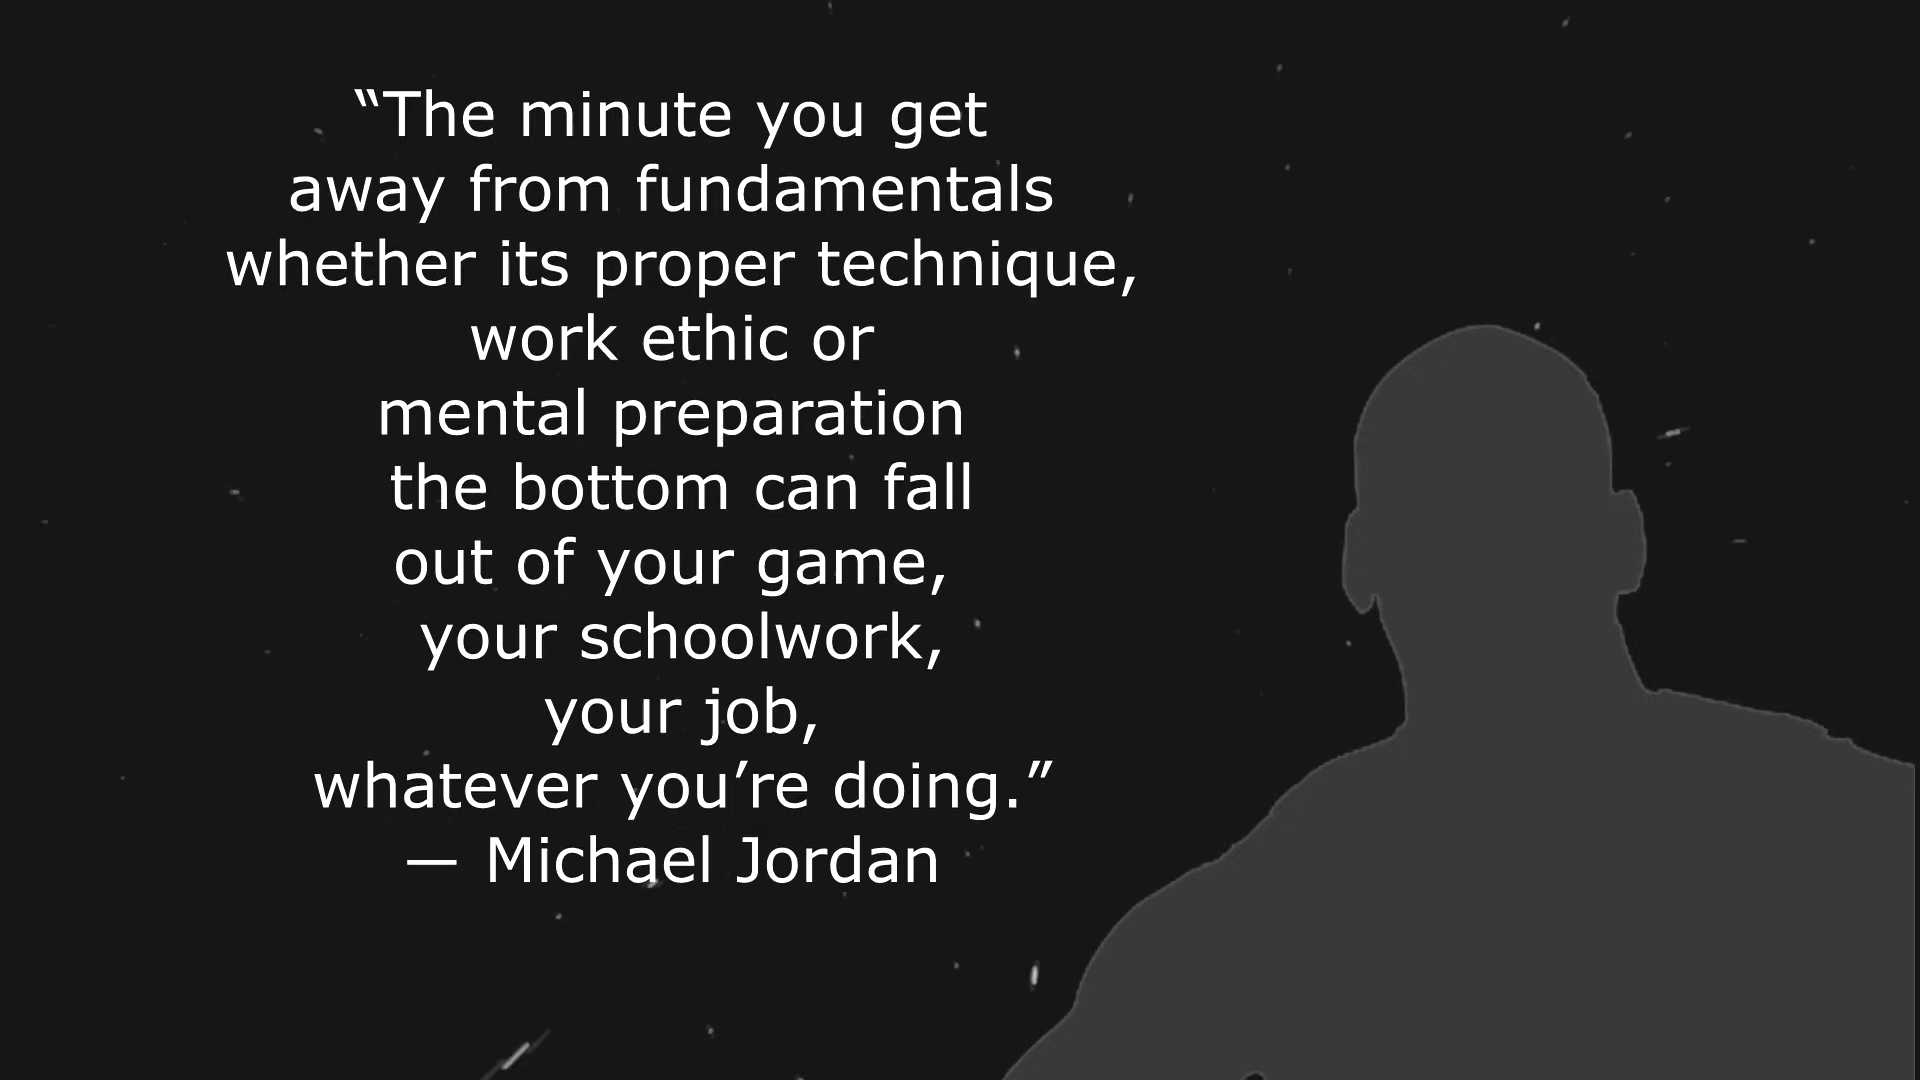 “The minute you get
away from fundamentals
whether its proper technique,
work ethic or
mental preparation
the bottom can fall
out of your game,
your schoolwork,
your job,
whatever you’re doing.”
— Michael Jordan